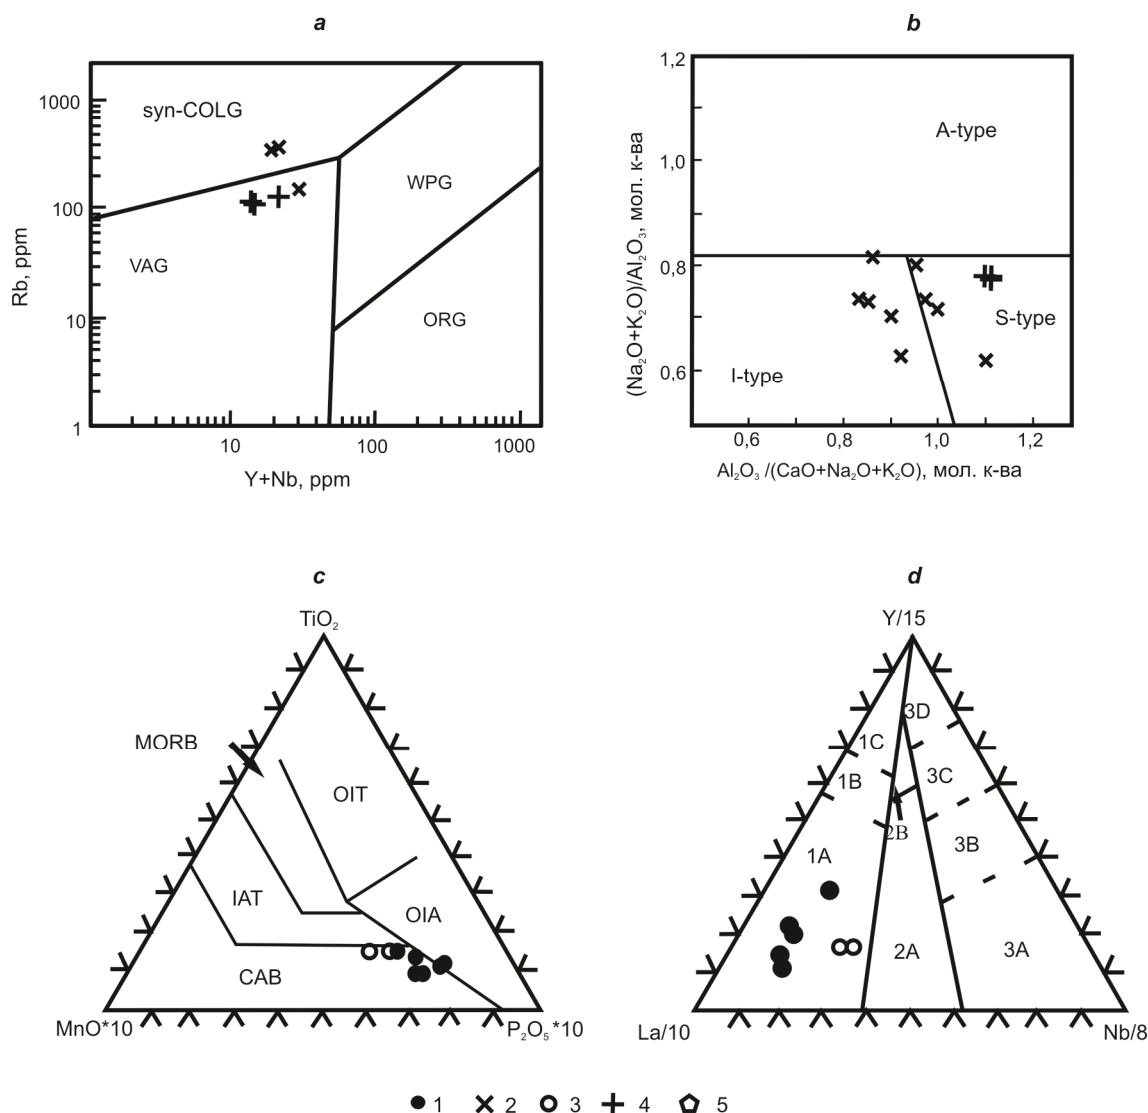 a
b
1000
100
10
1
10
100
1000
Rb, ppm
Y+Nb, ppm
syn-COLG
WPG
VAG
ORG
1,2
1,0
0,8
0,6
0,6
0,8
1,0
1,2
(Na₂O+K₂O)/Al₂O₃, мол. к-ва
Al₂O₃ /(CaO+Na₂O+K₂O), мол. к-ва
A-type
S-type
I-type
c
d
TiO₂
MORB
OIT
IAT
OIA
CAB
MnO*10
P₂O₅*10
Y/15
3D
1C
3C
1B
2B
3B
1A
2A
3A
La/10
Nb/8
1 2 3 4 5